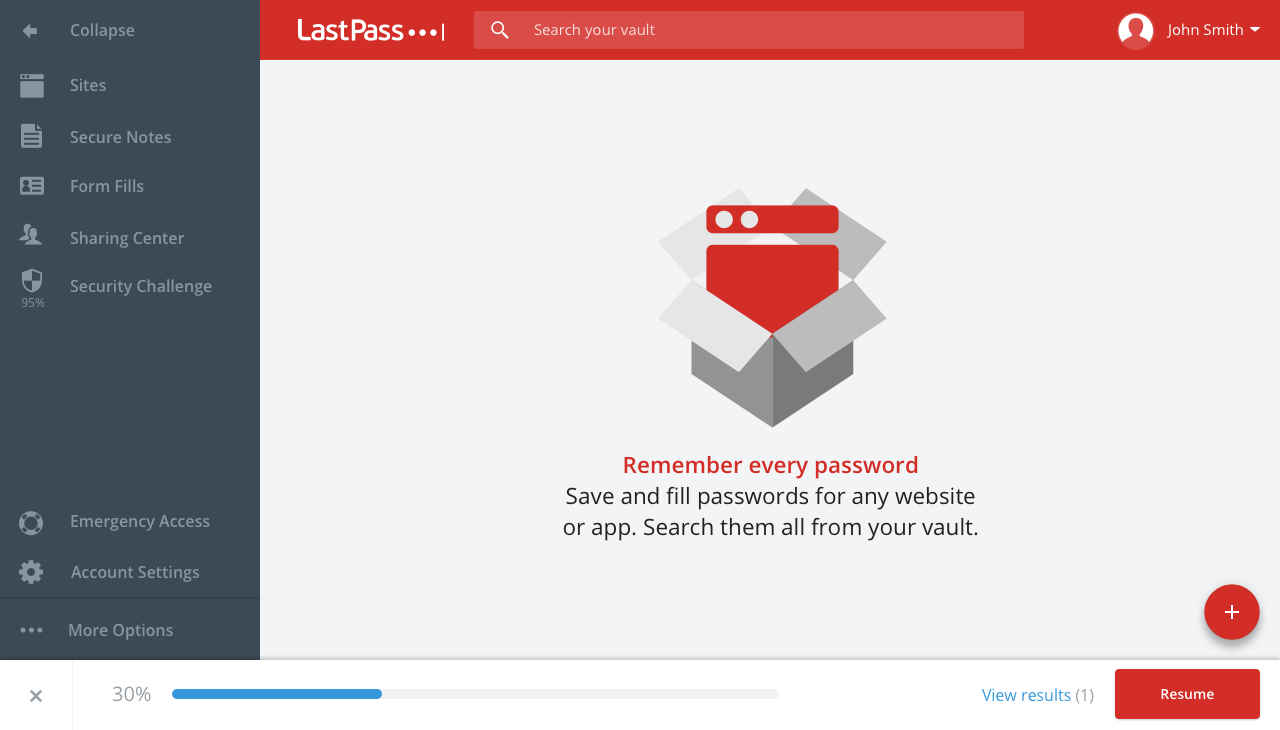 Collapse
LastPass
Search your vault
John Smith
Sites
Secure Notes
Form Fills
Sharing Center
Security Challenge
95%
Remember every password
Save and fill passwords for any website
or app. Search them all from your vault.
Emergency Access
Account Settings
More Options
30%
View results (1)
Resume